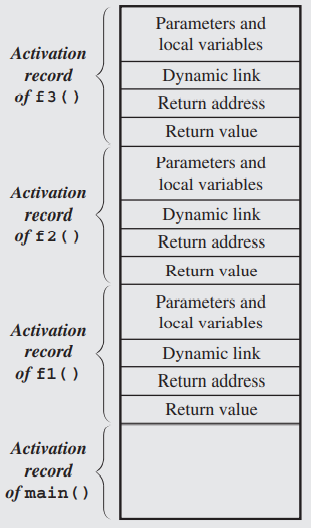 Activation
record
of f3()
Parameters and
local variables
Dynamic link
Return address
Return value
Activation
record
of f2()
Parameters and
local variables
Dynamic link
Return address
Return value
Activation
record
of f1()
Parameters and
local variables
Dynamic link
Return address
Return value
Activation
record
of main()